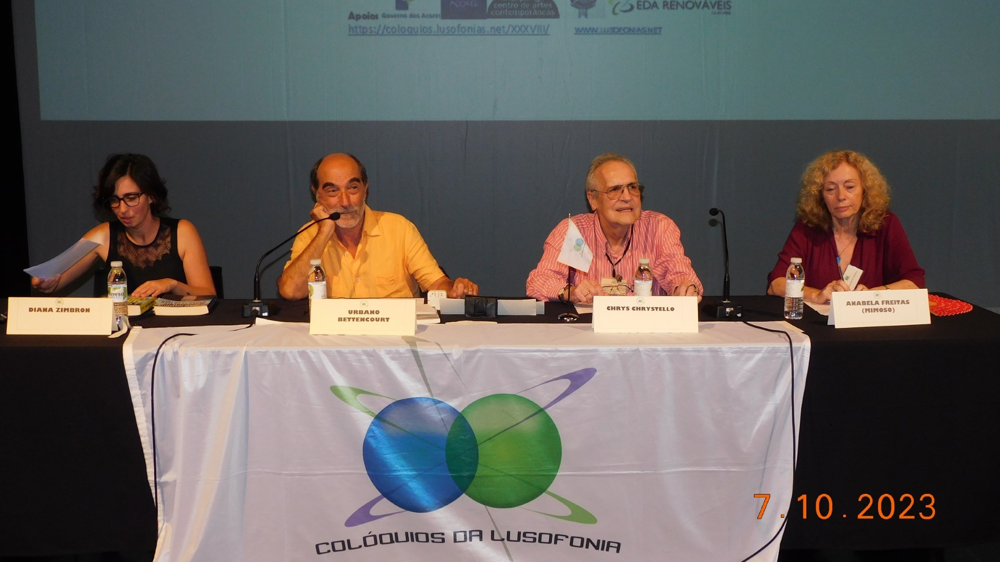 AÇORES
centro de artes
contemporâneas
EDA RENOVÁVEIS
Apoios Governo dos Açores
https://coloquios.lusofonias.net/XXXVIII/
WWW.LUSOFONIAS.NET
DIANA ZIMBRON
URBANO
BETTENCOURT
CHRYS CHRYSTELLO
ANABELA FREITAS
(MIMOSO)
COLÓQUIOS DA LUSOFONIA
7.10.2023